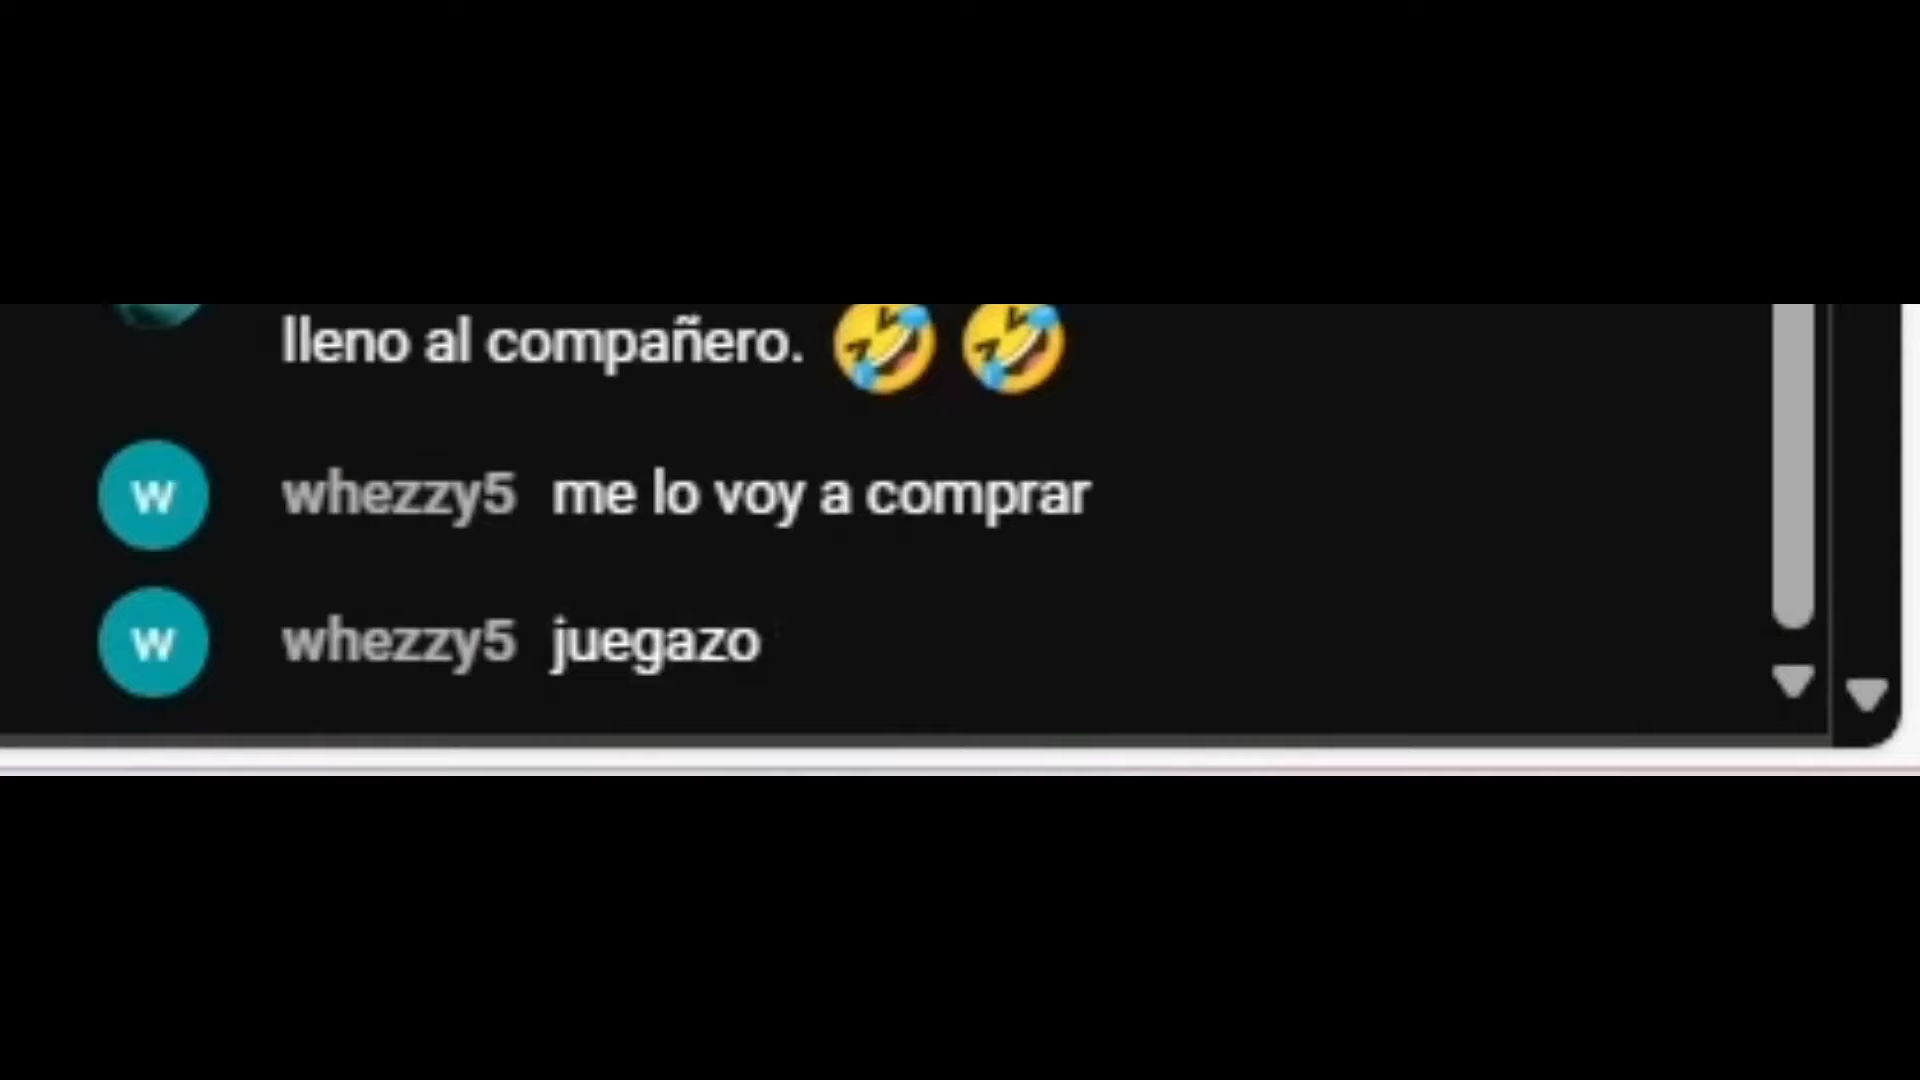 lleno al compañero. 🤣 🤣
W whezzy5 me lo voy a comprar
W whezzy5 juegazo